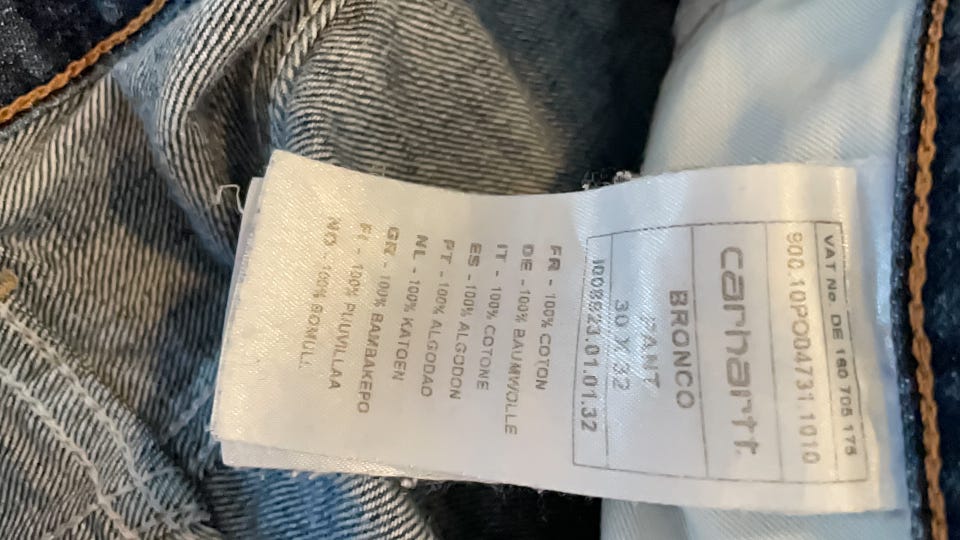 VAT No. DE 180 705 175
900.10PO04731.1010
carhartt
BRONCO
PANT
30 X 32
1008823.01.01.32
FR - 100% COTON
DE - 100% BAUMWOLLE
IT - 100% COTONE
ES - 100% ALGODON
PT - 100% ALGODAO
NL - 100% KATOEN
GR - 100% BAMBAKEPO
FI - 100% PUUVILLAA
NO - 100% BOMULL